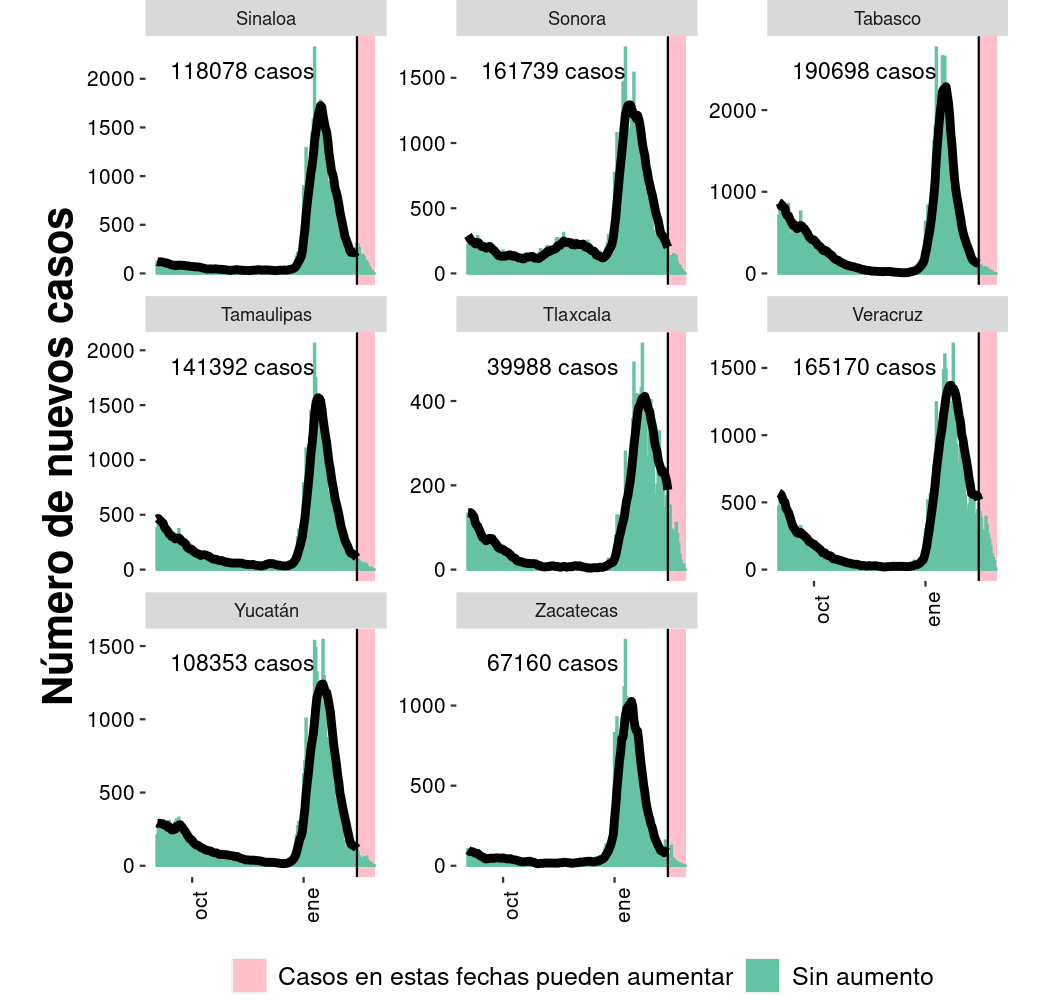 Número de nuevos casos
Sinaloa
Sonora
Tabasco
118078 casos
161739 casos
190698 casos
2000
1500
1000
500
0
1500
1000
500
0
2000
1000
0
Tamaulipas
Tlaxcala
Veracruz
141392 casos
39988 casos
165170 casos
2000
1500
1000
500
0
400
200
0
1500
1000
500
0
oct
ene
Yucatán
Zacatecas
108353 casos
67160 casos
1500
1000
500
0
1000
500
0
oct
ene
oct
ene
Casos en estas fechas pueden aumentar
Sin aumento